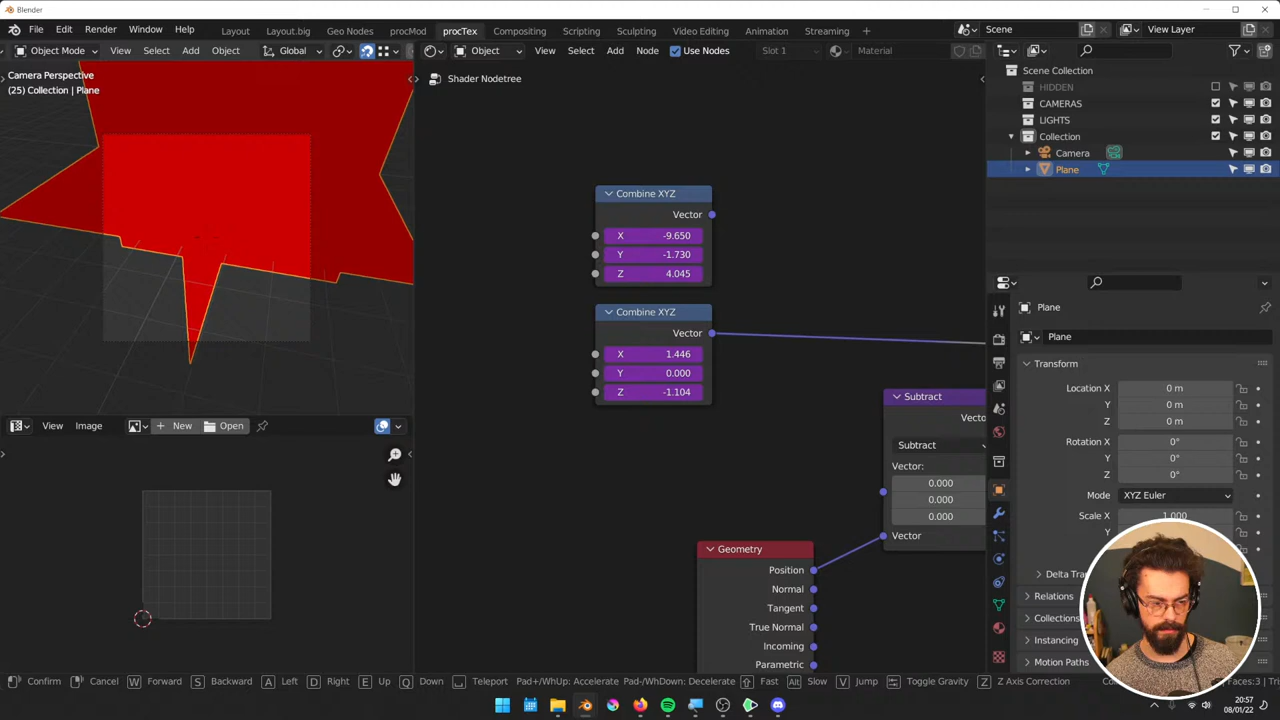 Blender
File Edit Render Window Help Layout Layout.big Geo Nodes procMod procTex Compositing Scripting Sculpting UV Editing Video Editing Animation Streaming + Scene View Layer
Object Mode View Select Add Object Global Object View Select Add Node Use Nodes Slot 1 Material
Camera Perspective
(25) Collection | Plane
Shader Nodetree
Scene Collection
HIDDEN
CAMERAS
LIGHTS
Collection
Camera
Plane
Combine XYZ
Vector
X -9.650
Y -1.730
Z 4.045
Combine XYZ
Vector
X 1.446
Y 0.000
Z -1.104
Subtract
Subtract
Vector:
0.000
0.000
0.000
Vector
Geometry
Position
Normal
Tangent
True Normal
Incoming
Parametric
View Image + New Open
Plane
Plane
Transform
Location X 0 m
Y 0 m
Z 0 m
Rotation X 0°
Y 0°
Z 0°
Mode XYZ Euler
Scale X 1.000
Relations
Instancing
Motion Paths
Confirm Cancel W Forward S Backward A Left D Right E Up Q Down Teleport Pad+/WhUp: Accelerate Pad-/WhDown: Decelerate Fast Alt Slow V Jump Toggle Gravity Z Z Axis Correction
20:57
08/01/22